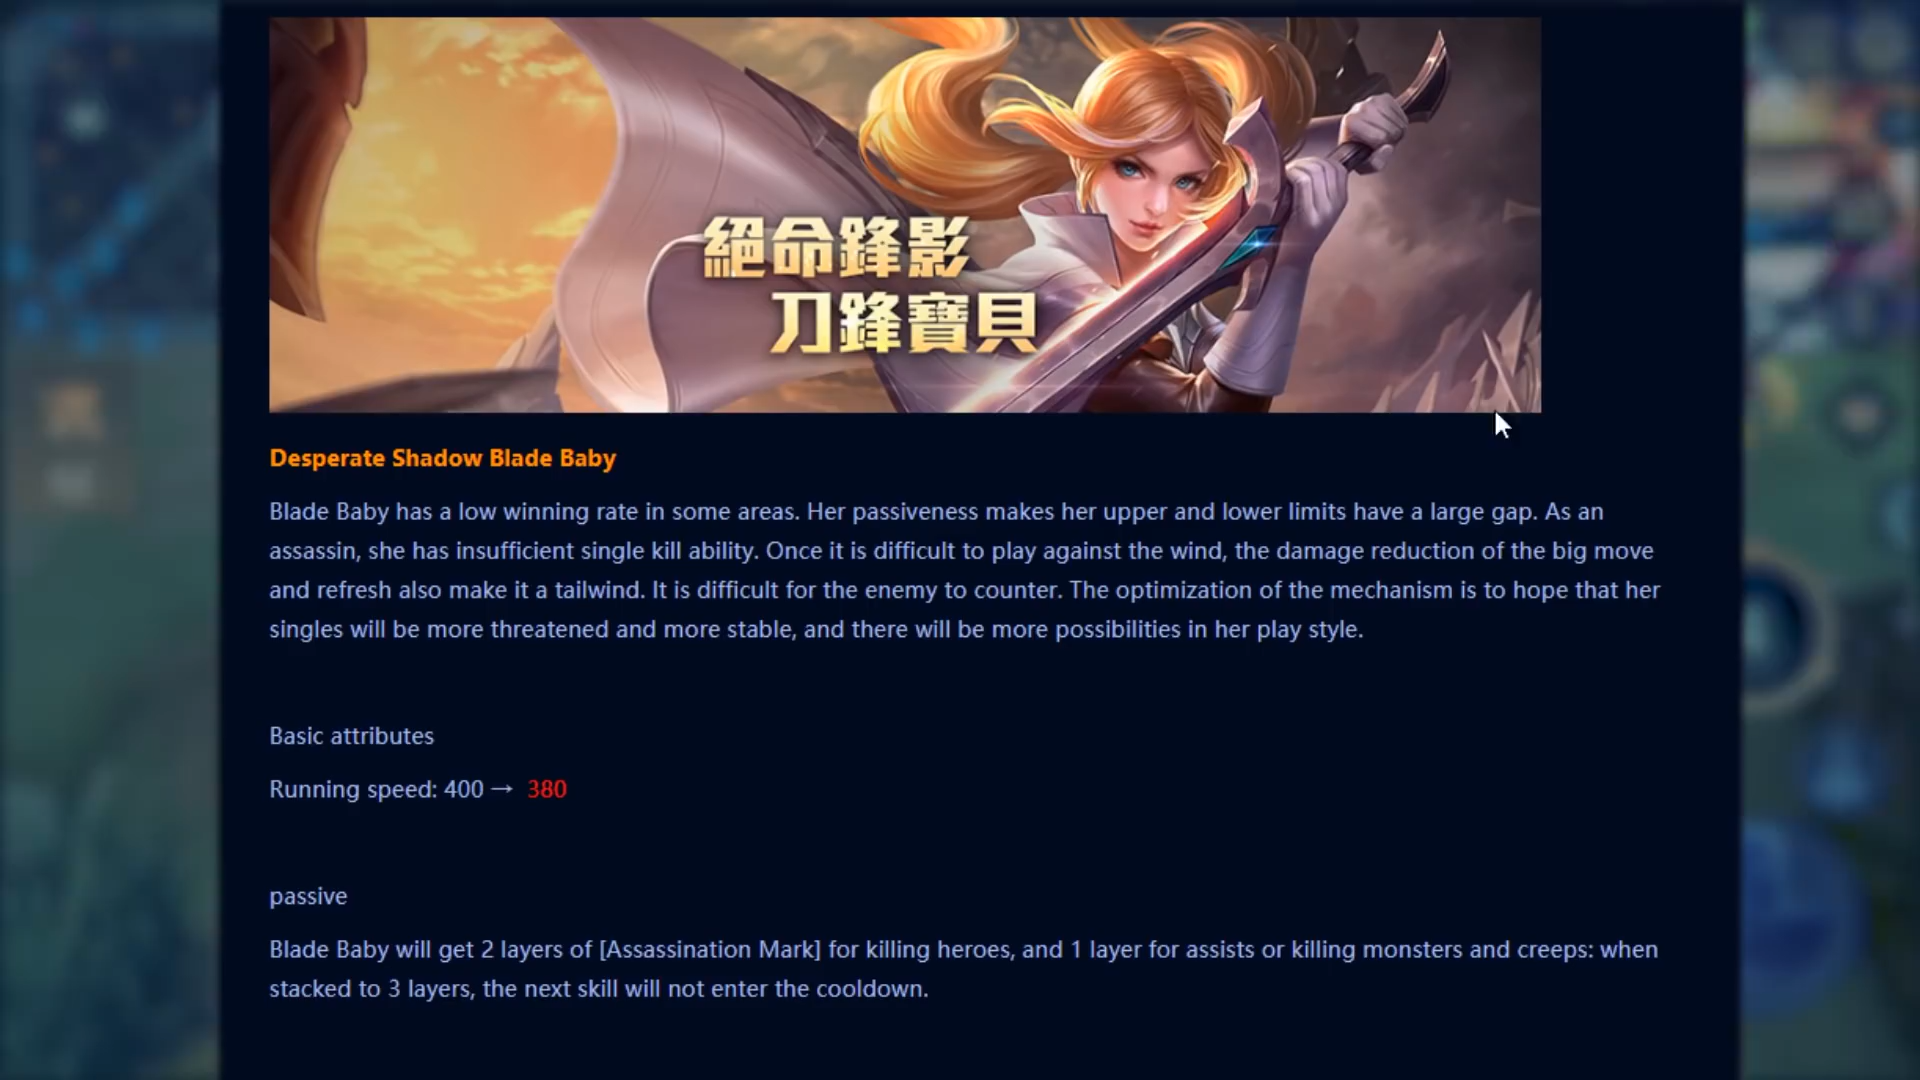 絕命鋒影
刀鋒寶貝
Desperate Shadow Blade Baby
Blade Baby has a low winning rate in some areas. Her passiveness makes her upper and lower limits have a large gap. As an
assassin, she has insufficient single kill ability. Once it is difficult to play against the wind, the damage reduction of the big move
and refresh also make it a tailwind. It is difficult for the enemy to counter. The optimization of the mechanism is to hope that her
singles will be more threatened and more stable, and there will be more possibilities in her play style.
Basic attributes
Running speed: 400 → 380
passive
Blade Baby will get 2 layers of [Assassination Mark] for killing heroes, and 1 layer for assists or killing monsters and creeps: when
stacked to 3 layers, the next skill will not enter the cooldown.